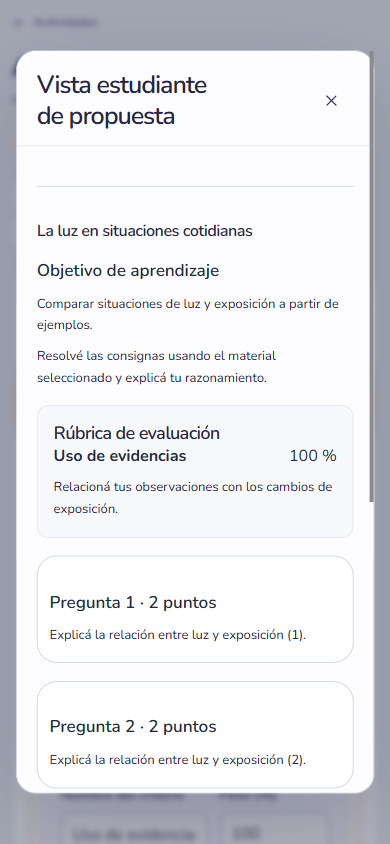 Actividades
Vista estudiante
de propuesta
La luz en situaciones cotidianas
Objetivo de aprendizaje
Comparar situaciones de luz y exposición a partir de
ejemplos.
Resolvé las consignas usando el material
seleccionado y explicá tu razonamiento.
Rúbrica de evaluación
Uso de evidencias 100 %
Relacioná tus observaciones con los cambios de
exposición.
Pregunta 1 · 2 puntos
Explicá la relación entre luz y exposición (1).
Pregunta 2 · 2 puntos
Explicá la relación entre luz y exposición (2).
Uso de evidencia 100